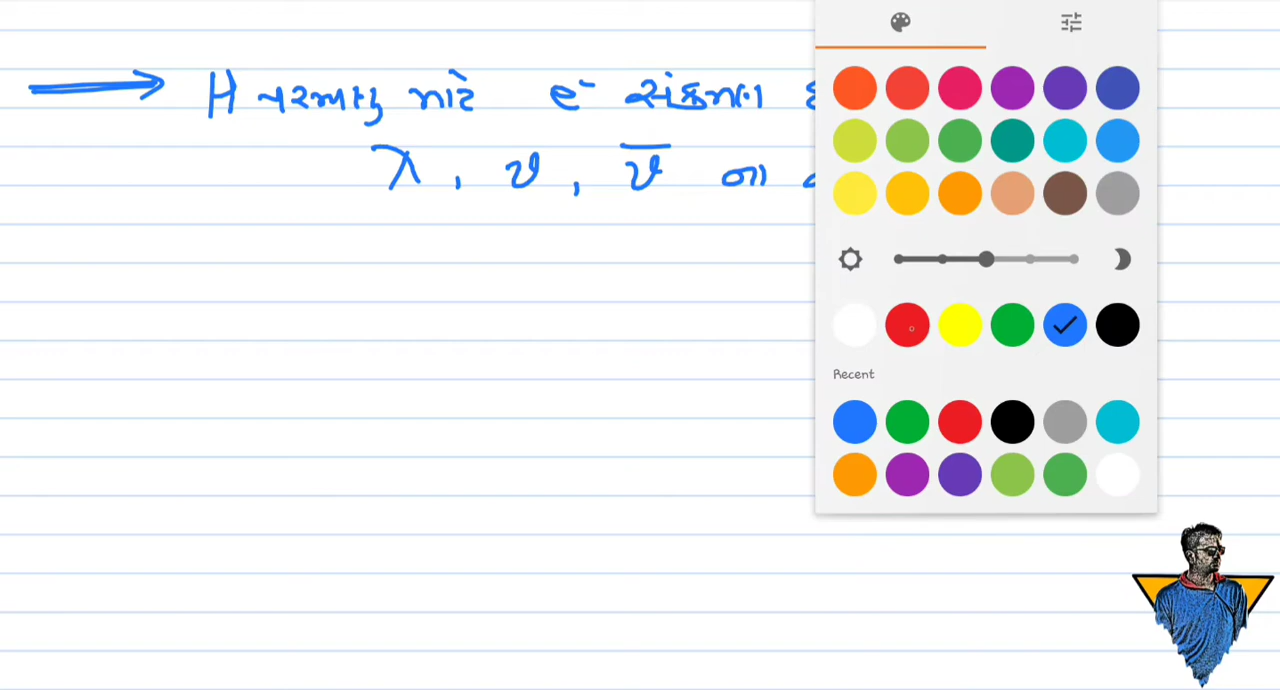 H પરમાણુ માટે e⁻ સંક્રમણ
λ, ν, ν̅ ના
Recent